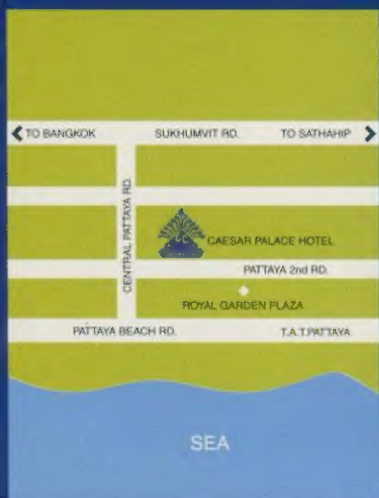 TO BANGKOK SUKHUMVIT RD. TO SATHAHIP
CENTRAL PATTAYA RD.
CAESAR PALACE HOTEL
PATTAYA 2nd RD.
ROYAL GARDEN PLAZA
PATTAYA BEACH RD. T.A.T.PATTAYA
SEA